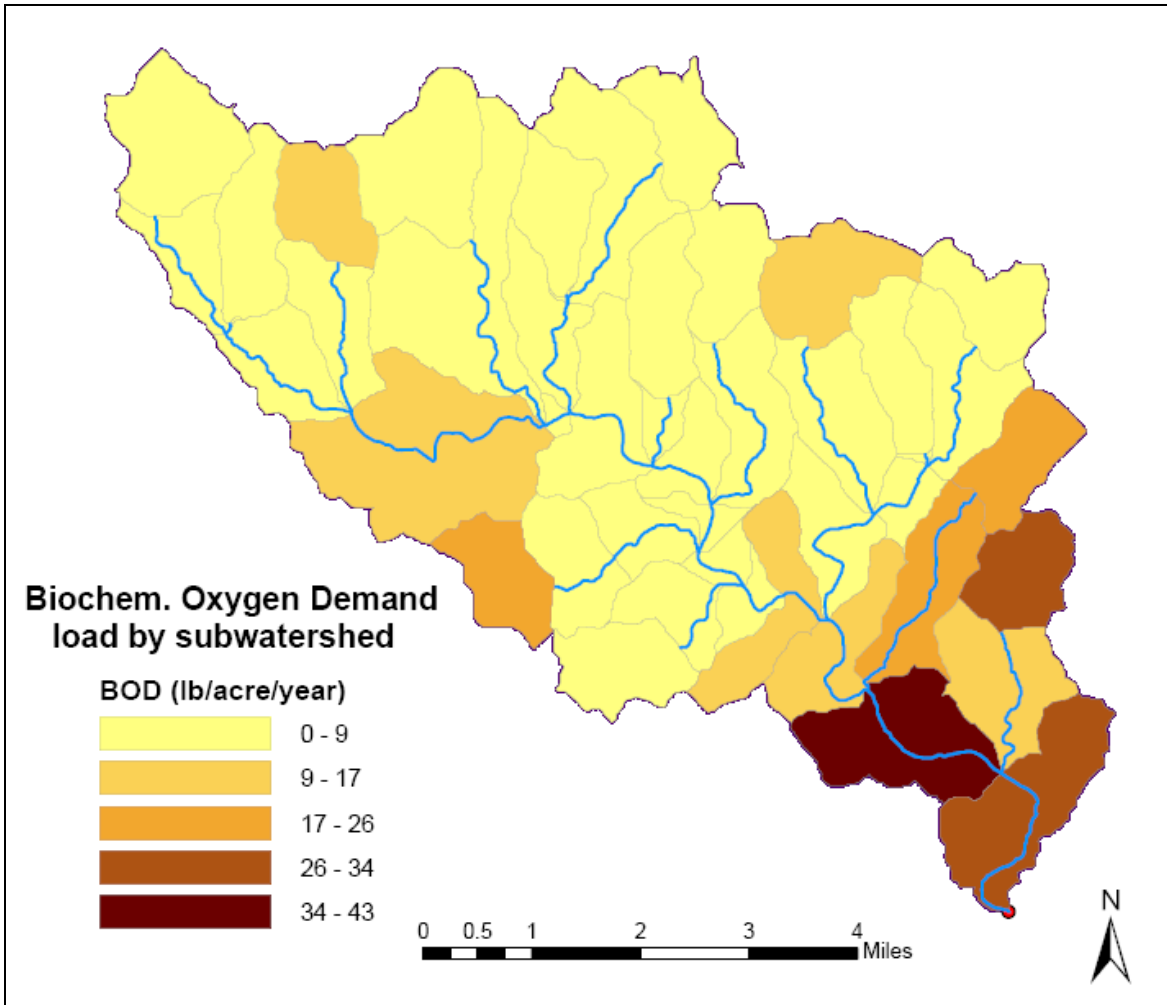 Biochem. Oxygen Demand
load by subwatershed
BOD (lb/acre/year)
0 - 9
9 - 17
17 - 26
26 - 34
34 - 43
0 0.5 1 2 3 4
Miles
N